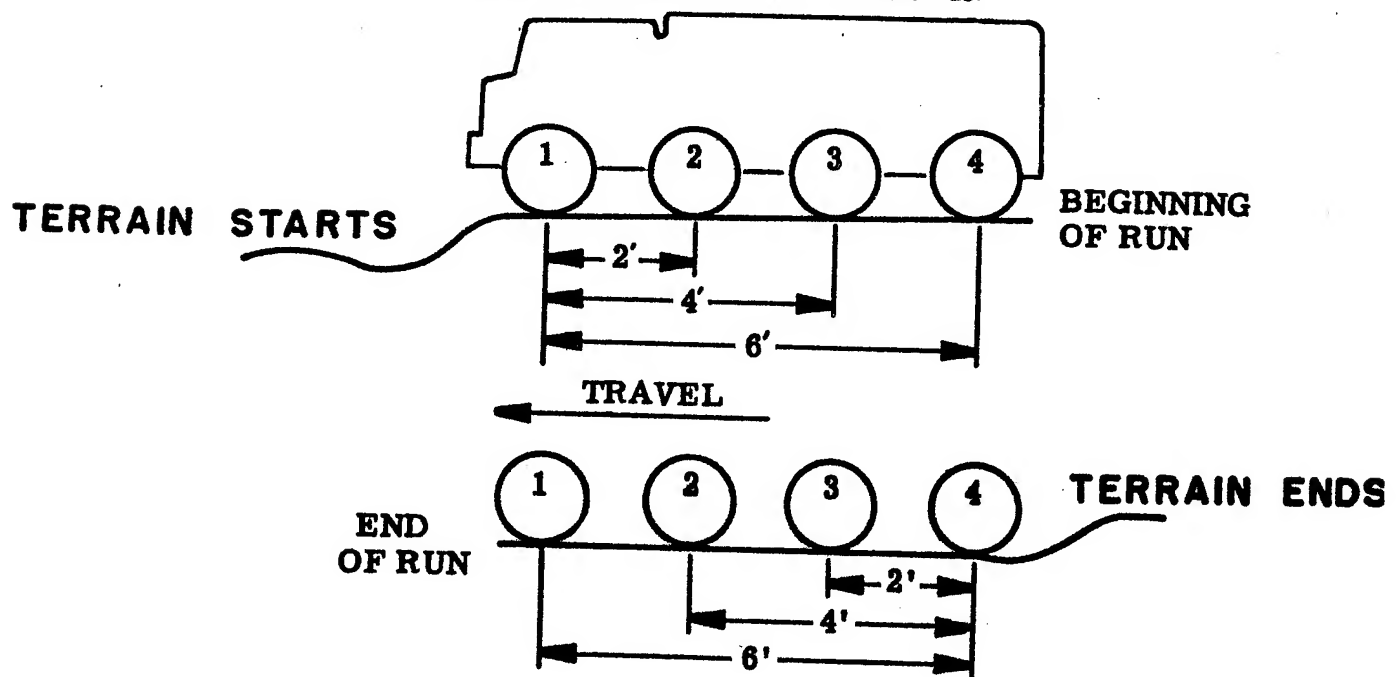 1 2 3 4
TERRAIN STARTS
BEGINNING
OF RUN
2'
4'
6'
TRAVEL
1 2 3 4
TERRAIN ENDS
END
OF RUN
2'
4'
6'